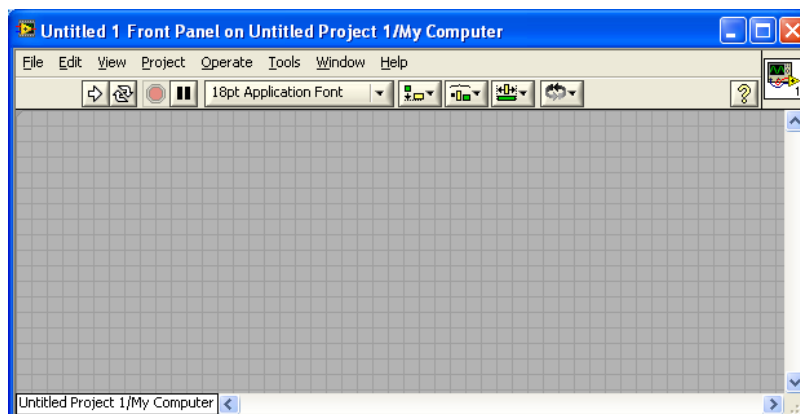 Untitled 1 Front Panel on Untitled Project 1/My Computer
File Edit View Project Operate Tools Window Help
18pt Application Font
?
1
Untitled Project 1/My Computer